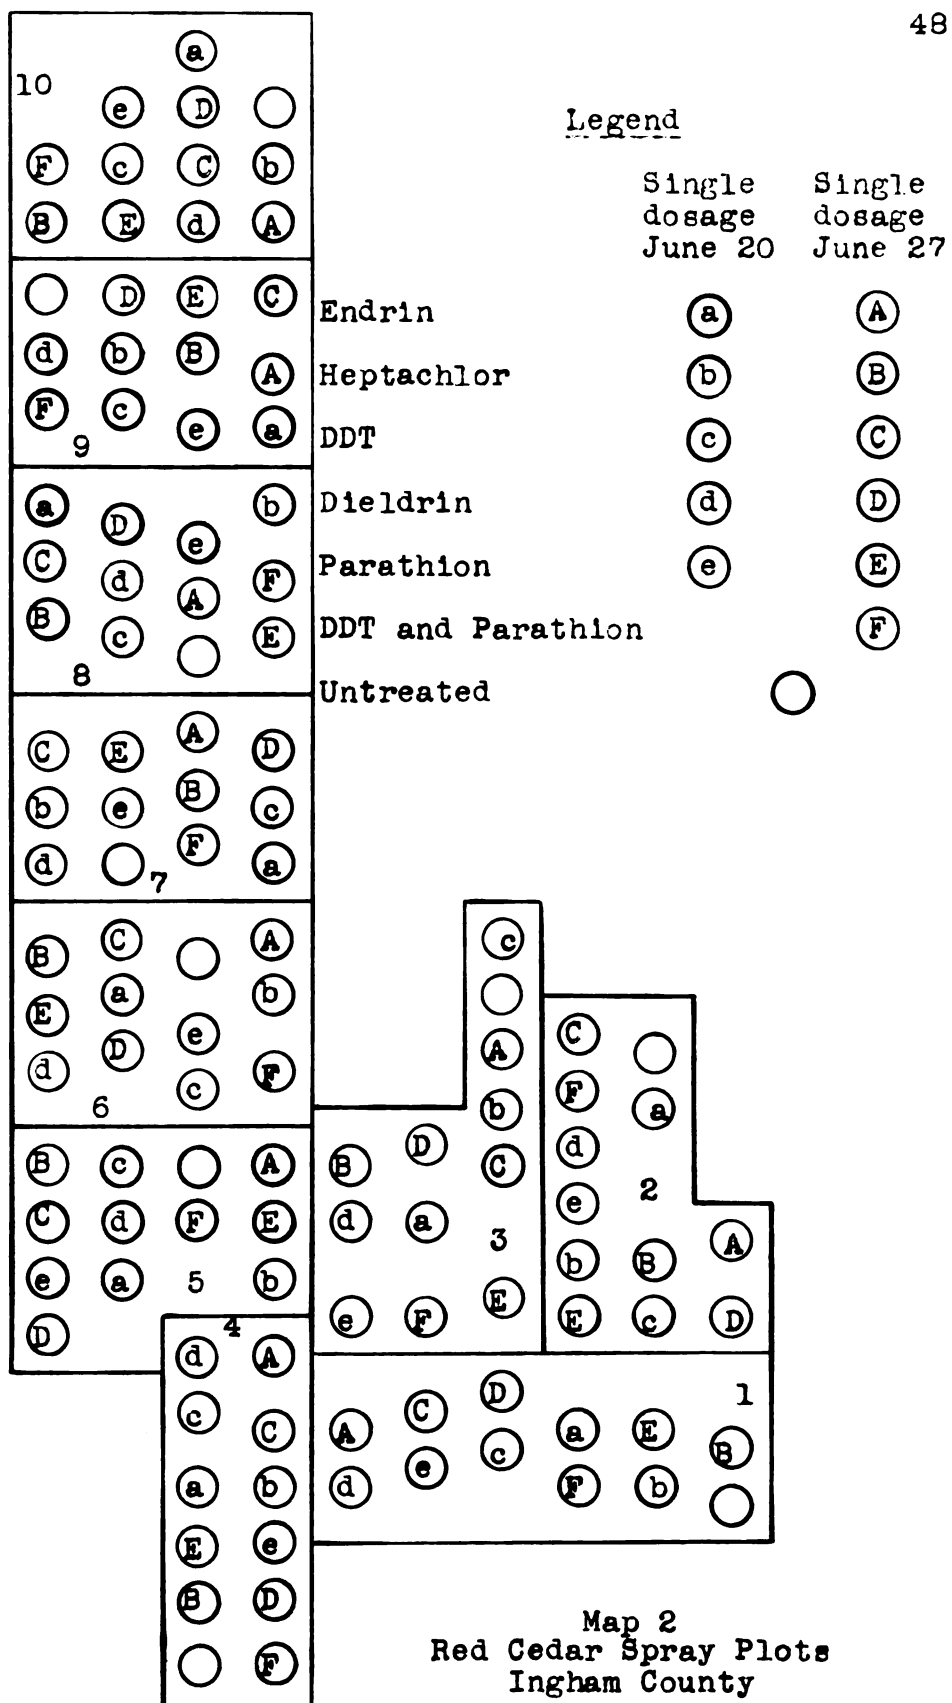 48
Legend
Single Single
dosage dosage
June 20 June 27
Endrin a A
Heptachlor b B
DDT c C
Dieldrin d D
Parathion e E
DDT and Parathion F
Untreated
a
10
e D
F c C b
B E d A
D E C
d b B
A
F c e a
9
a D b
e
C d F
A
B c E
8
A
C E D
B
b e c
F
d a
7
C A
B
a b
E e
D
d F
c
6
B c A
C d F E
e a 5 b
D
4
d A
c C
a b
E e
B D
F
c
A
b
D C
B
d a
3
E
e F
C
F a
d
2
e
A
b B
E c D
1
D
C
A a E
c B
e
d F b
Map 2
Red Cedar Spray Plots
Ingham County